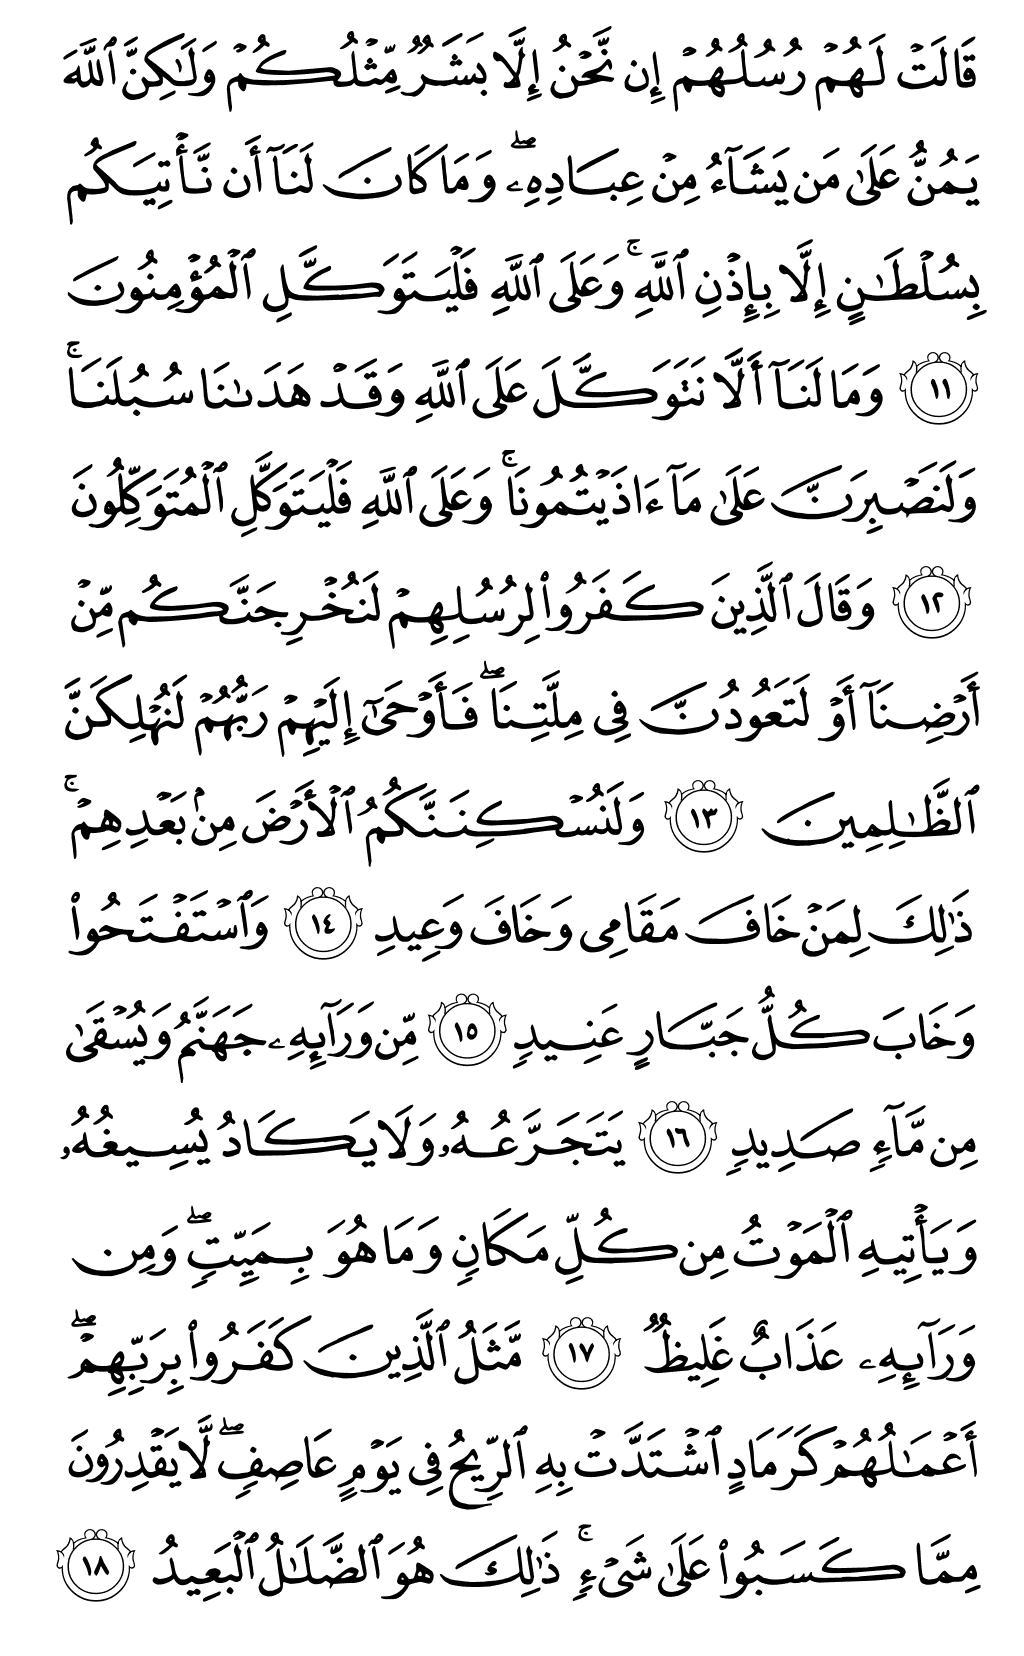 قَالَتۡ لَهُمۡ رُسُلُهُمۡ إِن نَّحۡنُ إِلَّا بَشَرٞ مِّثۡلُكُمۡ وَلَٰكِنَّ ٱللَّهَ
يَمُنُّ عَلَىٰ مَن يَشَآءُ مِنۡ عِبَادِهِۦۖ وَمَا كَانَ لَنَآ أَن نَّأۡتِيَكُم
بِسُلۡطَٰنٍ إِلَّا بِإِذۡنِ ٱللَّهِۚ وَعَلَى ٱللَّهِ فَلۡيَتَوَكَّلِ ٱلۡمُؤۡمِنُونَ
١١ وَمَا لَنَآ أَلَّا نَتَوَكَّلَ عَلَى ٱللَّهِ وَقَدۡ هَدَىٰنَا سُبُلَنَاۚ
وَلَنَصۡبِرَنَّ عَلَىٰ مَآ ءَاذَيۡتُمُونَاۚ وَعَلَى ٱللَّهِ فَلۡيَتَوَكَّلِ ٱلۡمُتَوَكِّلُونَ
١٢ وَقَالَ ٱلَّذِينَ كَفَرُواْ لِرُسُلِهِمۡ لَنُخۡرِجَنَّكُم مِّنۡ
أَرۡضِنَآ أَوۡ لَتَعُودُنَّ فِي مِلَّتِنَاۖ فَأَوۡحَىٰٓ إِلَيۡهِمۡ رَبُّهُمۡ لَنُهۡلِكَنَّ
ٱلظَّٰلِمِينَ ١٣ وَلَنُسۡكِنَنَّكُمُ ٱلۡأَرۡضَ مِنۢ بَعۡدِهِمۡۚ
ذَٰلِكَ لِمَنۡ خَافَ مَقَامِي وَخَافَ وَعِيدِ ١٤ وَٱسۡتَفۡتَحُواْ
وَخَابَ كُلُّ جَبَّارٍ عَنِيدٖ ١٥ مِّن وَرَآئِهِۦ جَهَنَّمُ وَيُسۡقَىٰ
مِن مَّآءٖ صَدِيدٖ ١٦ يَتَجَرَّعُهُۥ وَلَا يَكَادُ يُسِيغُهُۥ
وَيَأۡتِيهِ ٱلۡمَوۡتُ مِن كُلِّ مَكَانٖ وَمَا هُوَ بِمَيِّتٖۖ وَمِن
وَرَآئِهِۦ عَذَابٌ غَلِيظٞ ١٧ مَّثَلُ ٱلَّذِينَ كَفَرُواْ بِرَبِّهِمۡۖ
أَعۡمَٰلُهُمۡ كَرَمَادٍ ٱشۡتَدَّتۡ بِهِ ٱلرِّيحُ فِي يَوۡمٍ عَاصِفٖۖ لَّا يَقۡدِرُونَ
مِمَّا كَسَبُواْ عَلَىٰ شَيۡءٖۚ ذَٰلِكَ هُوَ ٱلضَّلَٰلُ ٱلۡبَعِيدُ ١٨